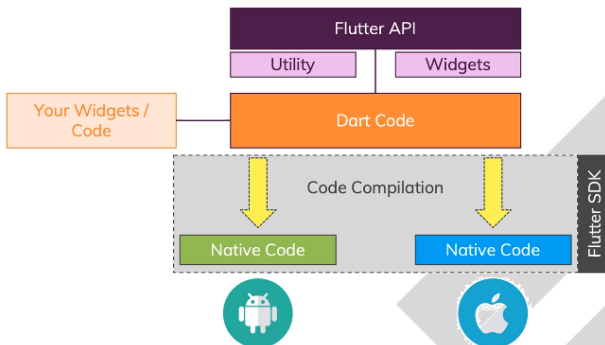 Flutter API
Utility
Widgets
Your Widgets /
Code
Dart Code
Code Compilation
Native Code
Native Code
Flutter SDK